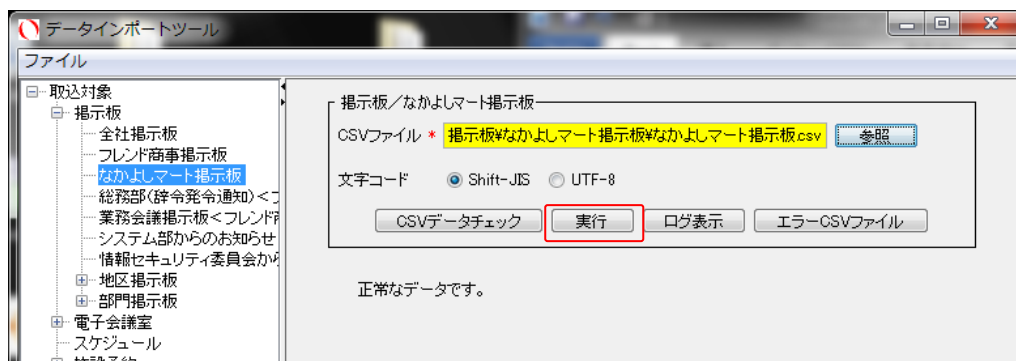 データインポートツール
ファイル
取込対象
掲示板
全社掲示板
フレンド商事掲示板
なかよしマート掲示板
総務部(辞令発令通知)<フ
業務会議掲示板<フレンド
システム部からのお知らせ
情報セキュリティ委員会か
地区掲示板
部門掲示板
電子会議室
スケジュール
掲示板／なかよしマート掲示板
CSVファイル * 掲示板¥なかよしマート掲示板¥なかよしマート掲示板.csv 参照
文字コード Shift-JIS UTF-8
CSVデータチェック 実行 ログ表示 エラーCSVファイル
正常なデータです。